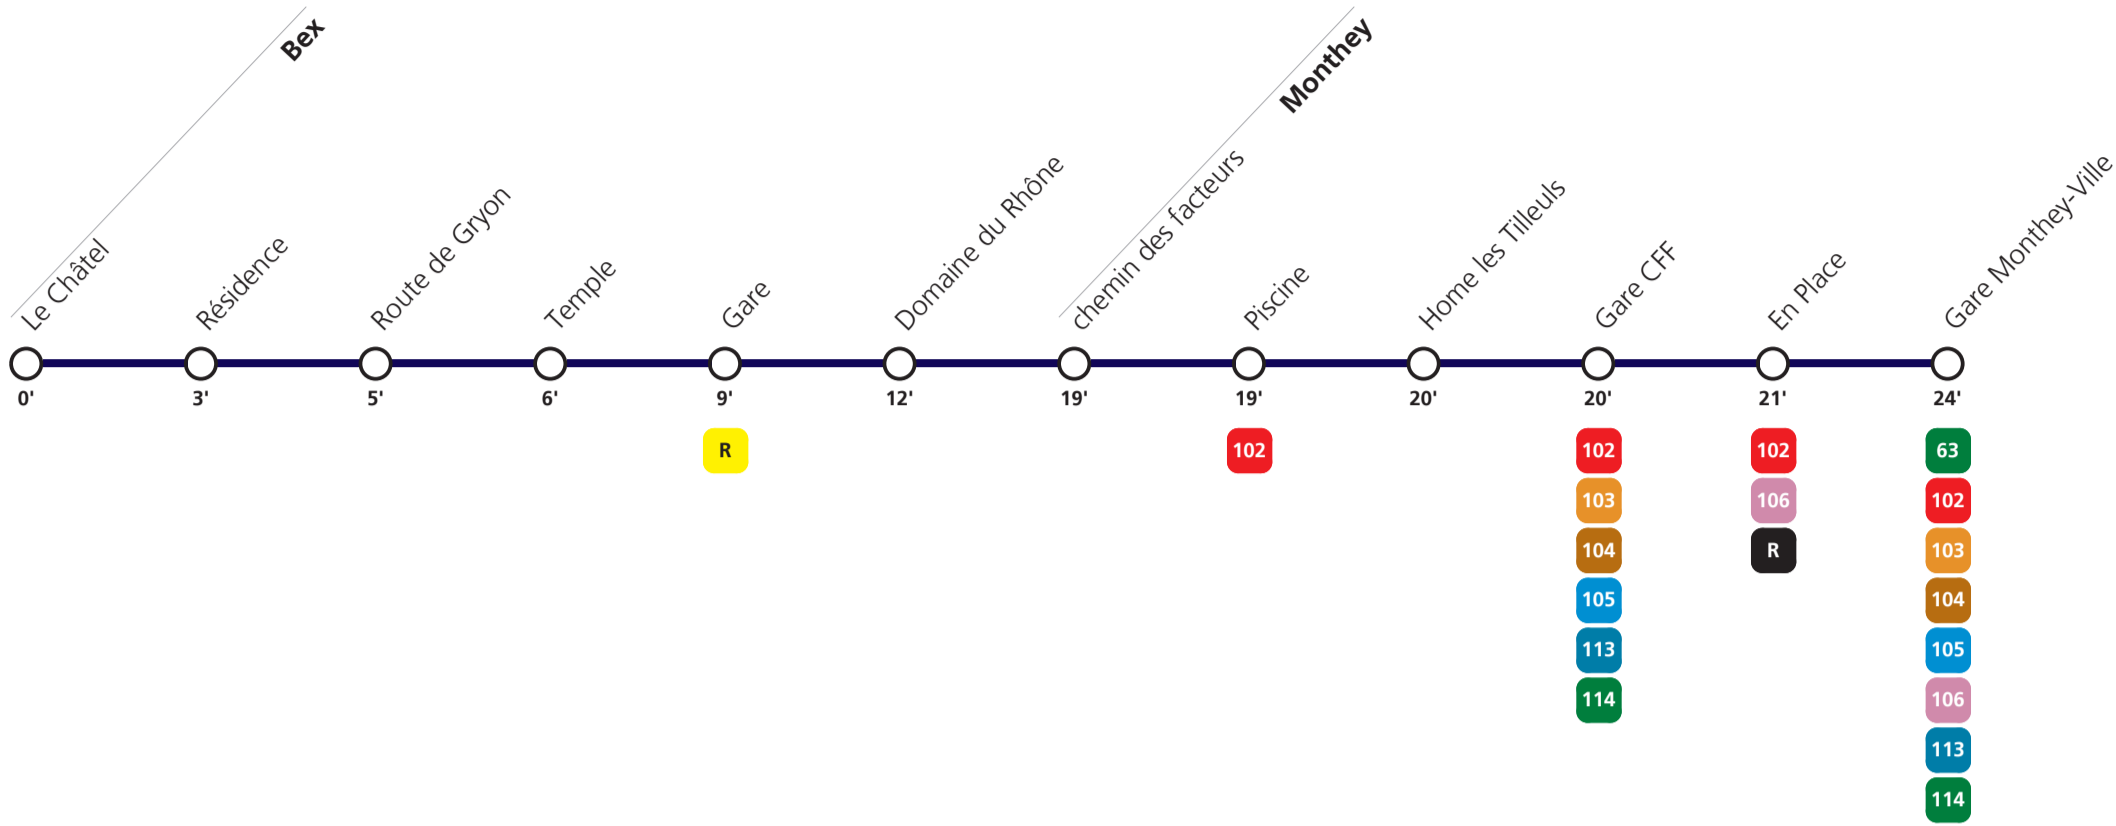 Bex
Monthey
Le Châtel
Résidence
Route de Gryon
Temple
Gare
Domaine du Rhône
chemin des facteurs
Piscine
Home les Tilleuls
Gare CFF
En Place
Gare Monthey-Ville
0' 3' 5' 6' 9' 12' 19' 19' 20' 20' 21' 24'
R 102 102 102 63
103 106 102
104 R 103
105 104
113 105
114 106
113
114